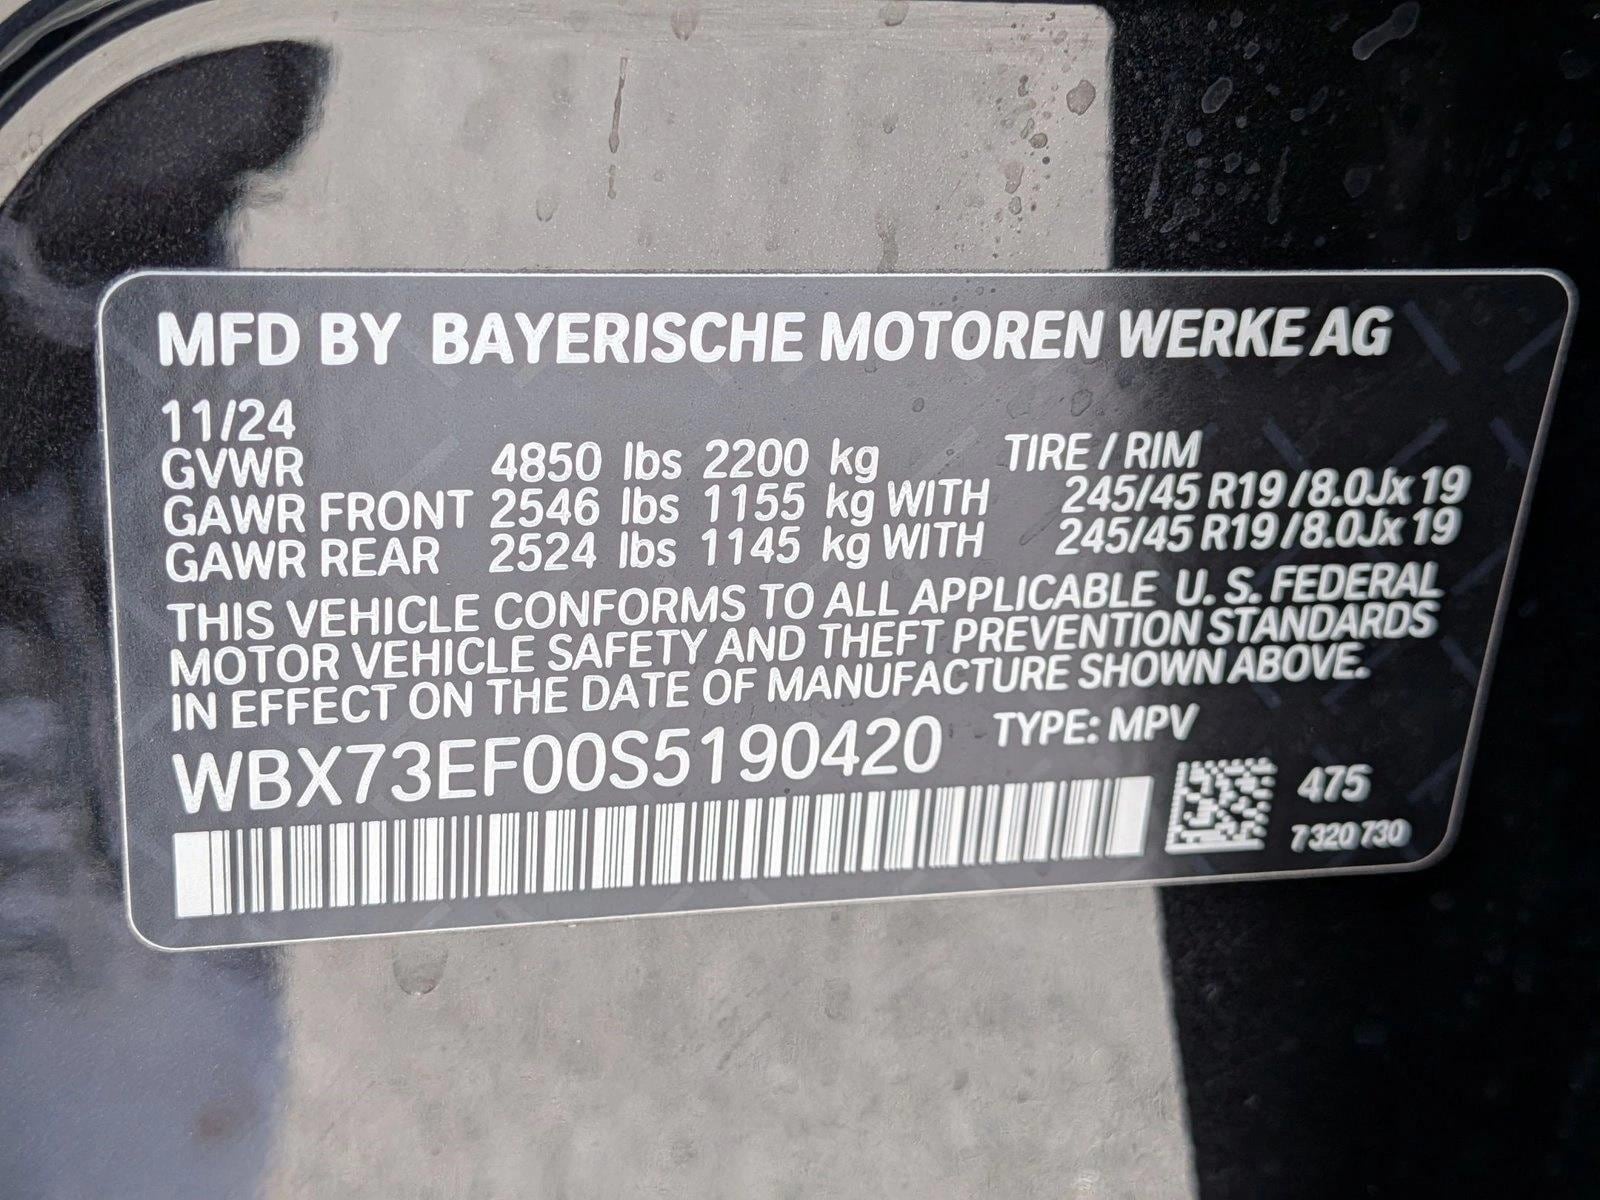 MFD BY BAYERISCHE MOTOREN WERKE AG
11/24
GVWR 4850 lbs 2200 kg TIRE / RIM
GAWR FRONT 2546 lbs 1155 kg WITH 245/45 R19 /8.0Jx 19
GAWR REAR 2524 lbs 1145 kg WITH 245/45 R19 /8.0Jx 19
THIS VEHICLE CONFORMS TO ALL APPLICABLE U. S. FEDERAL
MOTOR VEHICLE SAFETY AND THEFT PREVENTION STANDARDS
IN EFFECT ON THE DATE OF MANUFACTURE SHOWN ABOVE.
WBX73EF00S5190420 TYPE: MPV
475
7320730